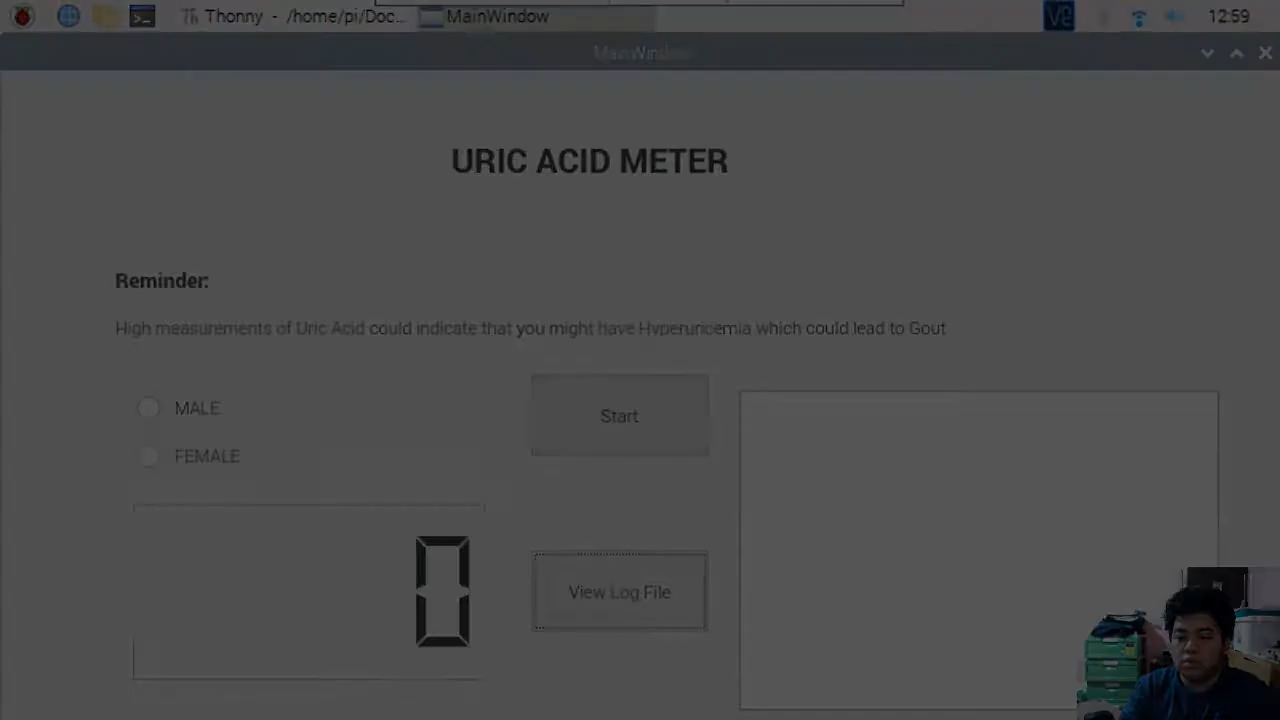 Thonny - /home/pi/Doc... MainWindow 12:59
MainWindow
URIC ACID METER
Reminder:
High measurements of Uric Acid could indicate that you might have Hyperuricemia which could lead to Gout
MALE
Start
FEMALE
0
View Log File